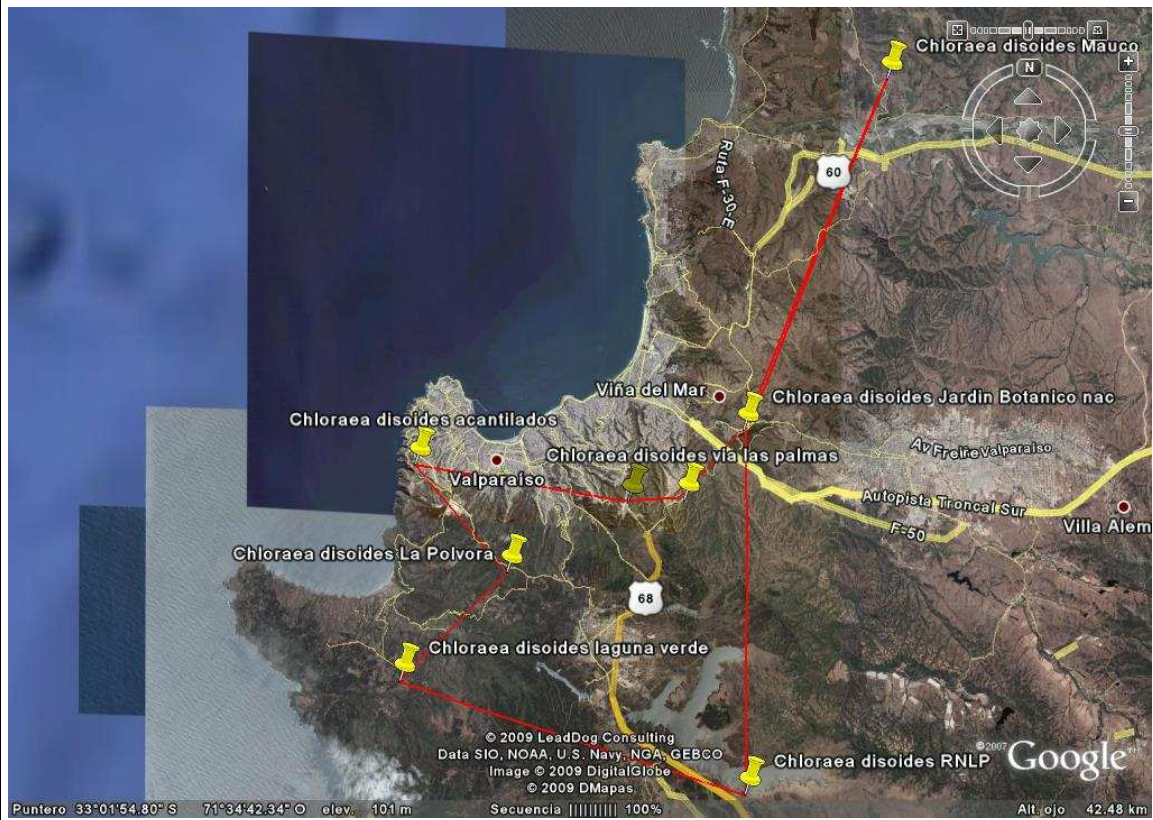 Chloraea disoides Mauco
N
Ruta F-30-E
60
Viña del Mar
Chloraea disoides Jardin Botanico nac
Chloraea disoides acantilados
Av Freire Valparaíso
Chloraea disoides via las palmas
Valparaíso
Autopista Troncal Sur
F-50
Villa Alem
Chloraea disoides La Polvora
68
Chloraea disoides laguna verde
© 2009 LeadDog Consulting
Data SIO, NOAA, U.S. Navy, NGA, GEBCO
Image © 2009 DigitalGlobe
© 2009 DMapas
Chloraea disoides RNLP
©2007 Google
Puntero 33°01'54.80" S 71°34'42.34" O elev. 101 m Secuencia ||||||||| 100% Alt. ojo 42.48 km